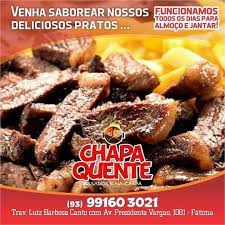 VENHA SABOREAR NOSSOS
DELICIOSOS PRATOS ...
FUNCIONAMOS
TODOS OS DIAS PARA
ALMOÇO E JANTAR!
CHAPA
QUENTE
(93) 99160 3021
Trav. Luiz Barbosa Canto com Av. Presidente Vargas, 1081 - Fátima